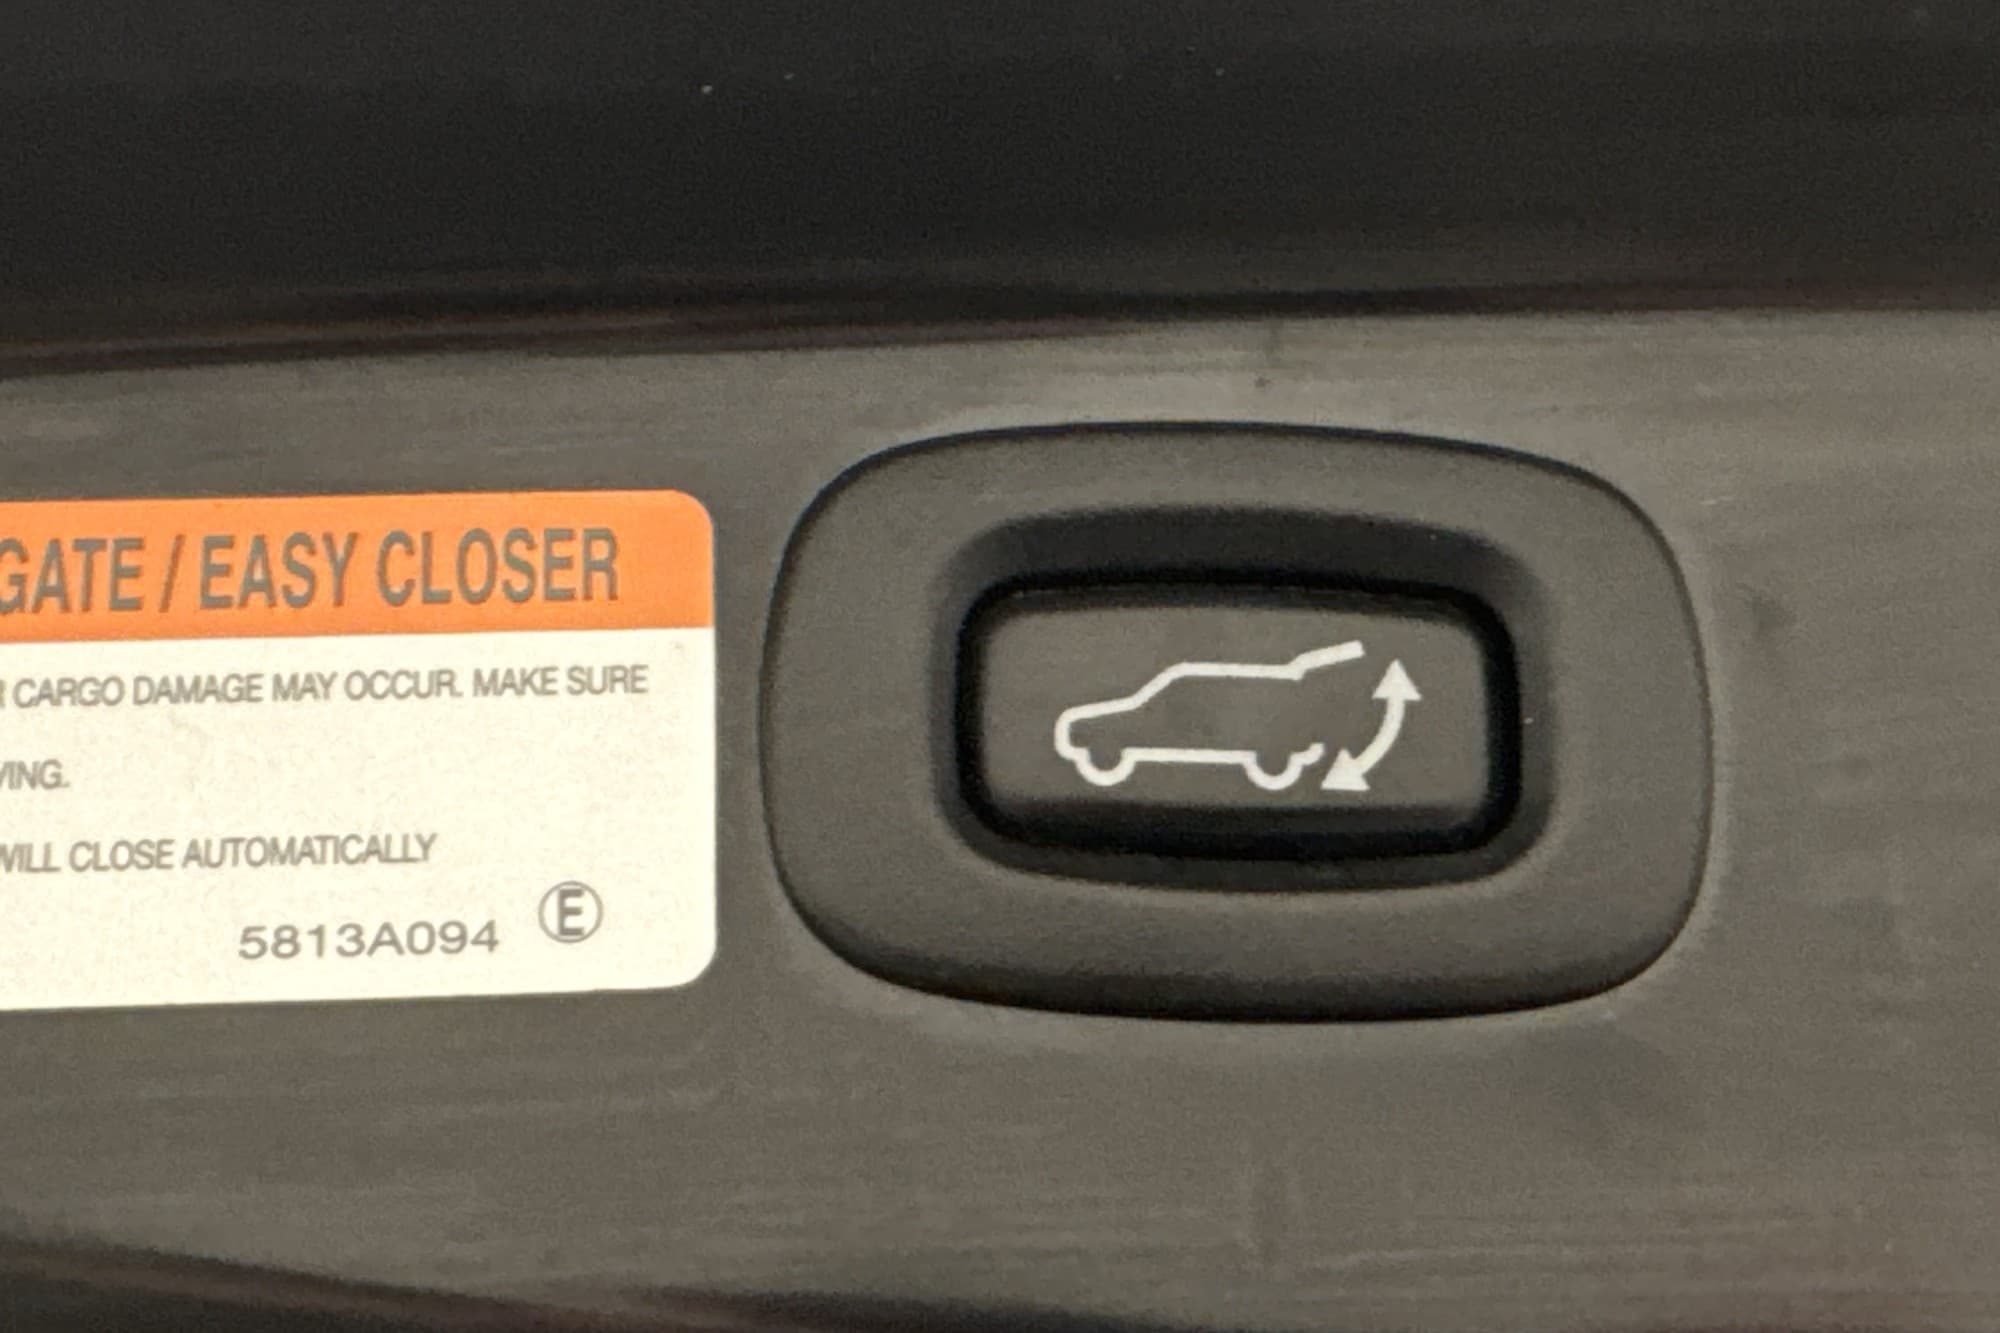 GATE / EASY CLOSER
CARGO DAMAGE MAY OCCUR. MAKE SURE
WILL CLOSE AUTOMATICALLY
5813A094 Ⓔ